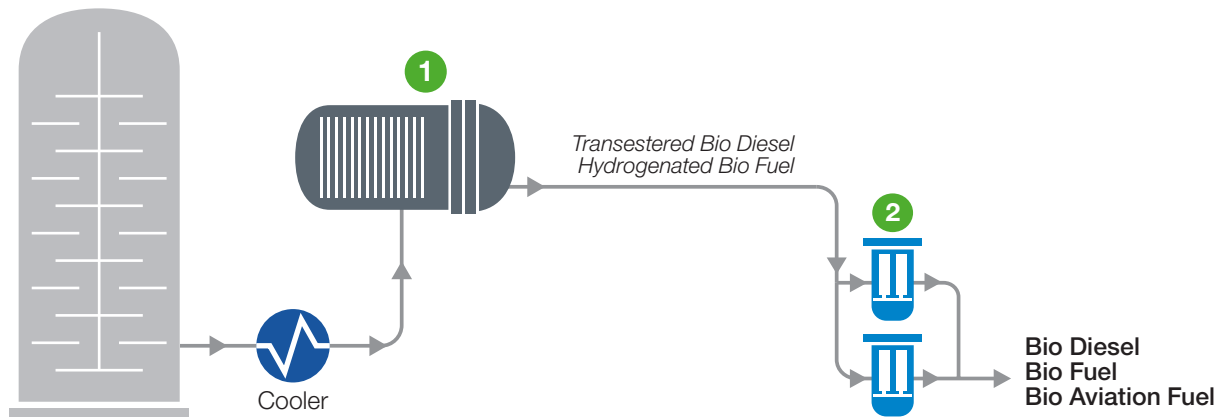 1
Transestered Bio Diesel
Hydrogenated Bio Fuel
2
Cooler
Bio Diesel
Bio Fuel
Bio Aviation Fuel